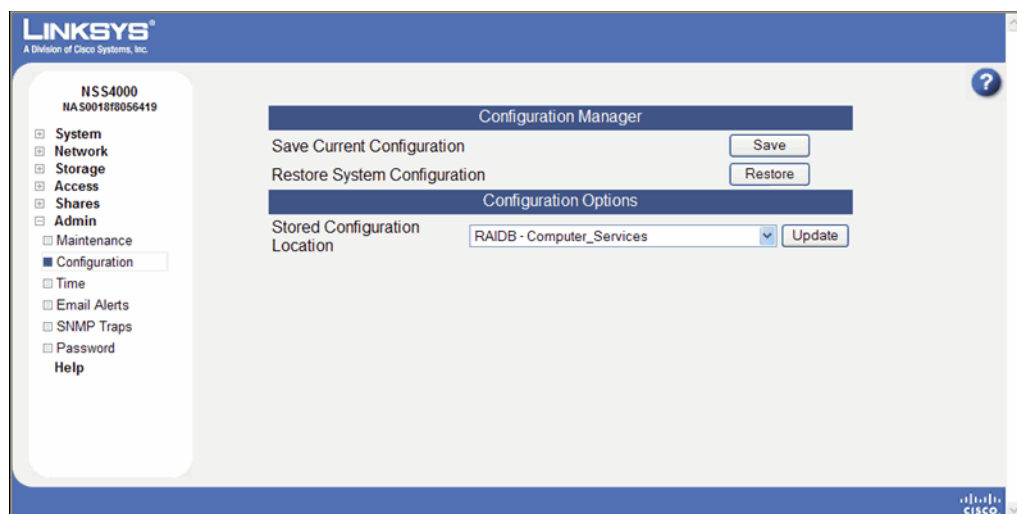 LINKSYS®
A Division of Cisco Systems, Inc.
NSS4000
NAS0018f8056419
System
Network
Storage
Access
Shares
Admin
Maintenance
Configuration
Time
Email Alerts
SNMP Traps
Password
Help
?
Configuration Manager
Save Current Configuration Save
Restore System Configuration Restore
Configuration Options
Stored Configuration
Location
RAIDB - Computer_Services Update
CISCO